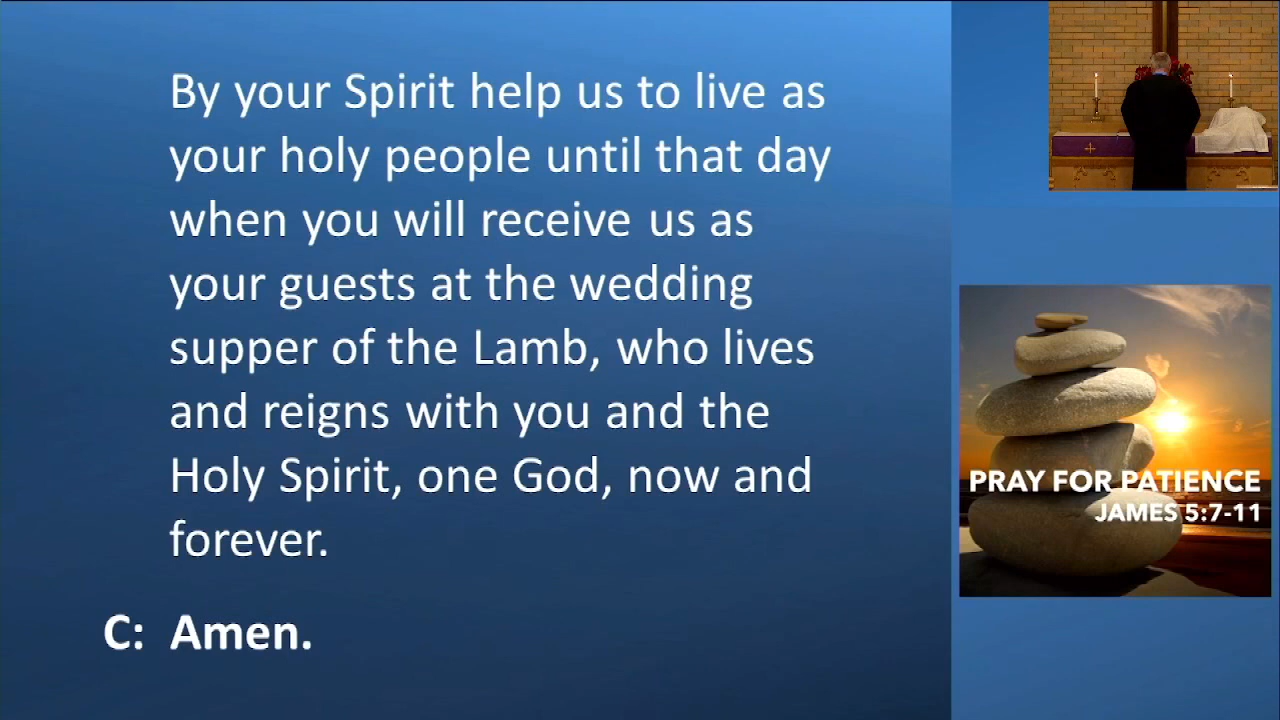 By your Spirit help us to live as
your holy people until that day
when you will receive us as
your guests at the wedding
supper of the Lamb, who lives
and reigns with you and the
Holy Spirit, one God, now and
forever.
C: Amen.
PRAY FOR PATIENCE
JAMES 5:7-11